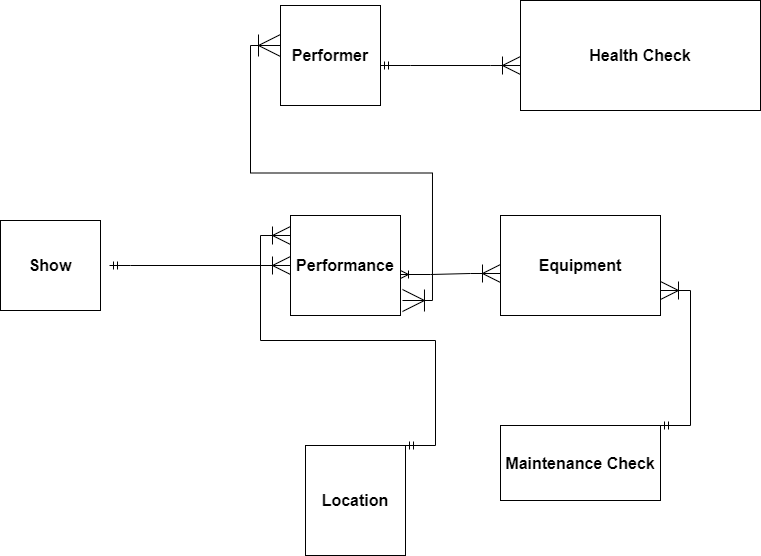 Performer
Health Check
Show
Performance
Equipment
Maintenance Check
Location